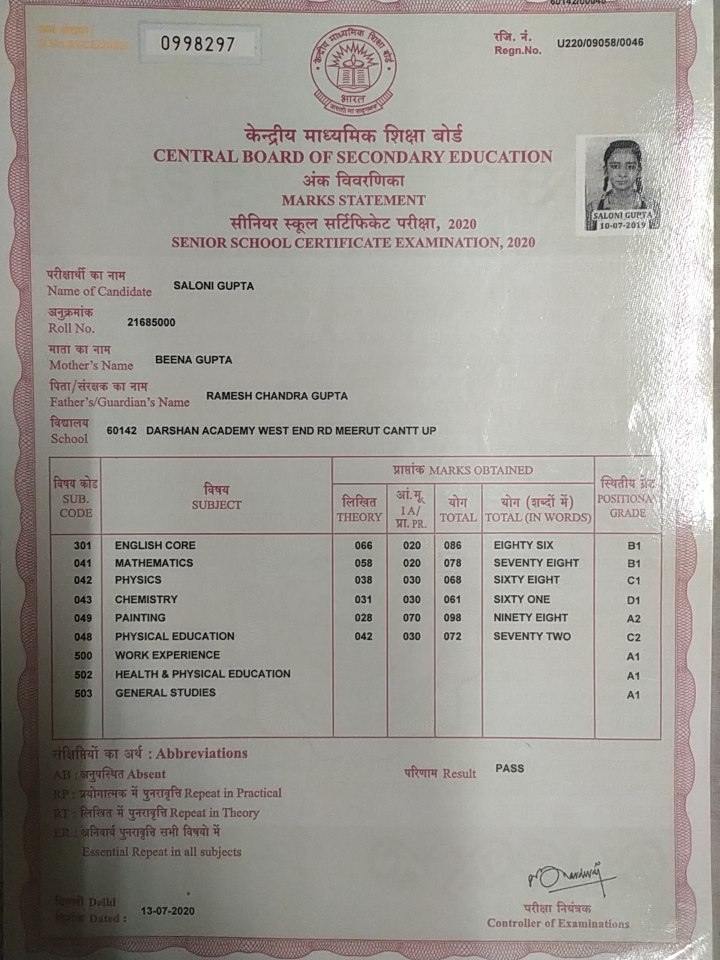 0998297
रजि. नं.
Regn.No. U220/09058/0046
केन्द्रीय माध्यमिक शिक्षा बोर्ड
भारत
केन्द्रीय माध्यमिक शिक्षा बोर्ड
CENTRAL BOARD OF SECONDARY EDUCATION
अंक विवरणिका
MARKS STATEMENT
सीनियर स्कूल सर्टिफिकेट परीक्षा, 2020
SENIOR SCHOOL CERTIFICATE EXAMINATION, 2020
SALONI GUPTA
10-07-2019
परीक्षार्थी का नाम
Name of Candidate SALONI GUPTA
अनुक्रमांक
Roll No. 21685000
माता का नाम
Mother's Name BEENA GUPTA
पिता/संरक्षक का नाम
Father's/Guardian's Name RAMESH CHANDRA GUPTA
विद्यालय
School 60142 DARSHAN ACADEMY WEST END RD MEERUT CANTT UP
विषय कोड SUB. CODE
विषय SUBJECT
प्राप्तांक MARKS OBTAINED
लिखित THEORY
आं.मू. IA/ प्रा. PR.
योग TOTAL
योग (शब्दों में) TOTAL (IN WORDS)
स्थितीय ग्रेड POSITIONAL GRADE
301 ENGLISH CORE 066 020 086 EIGHTY SIX B1
041 MATHEMATICS 058 020 078 SEVENTY EIGHT B1
042 PHYSICS 038 030 068 SIXTY EIGHT C1
043 CHEMISTRY 031 030 061 SIXTY ONE D1
049 PAINTING 028 070 098 NINETY EIGHT A2
048 PHYSICAL EDUCATION 042 030 072 SEVENTY TWO C2
500 WORK EXPERIENCE A1
502 HEALTH & PHYSICAL EDUCATION A1
503 GENERAL STUDIES A1
संक्षिप्तियों का अर्थ : Abbreviations
AB : अनुपस्थित Absent
परिणाम Result PASS
RP : प्रयोगात्मक में पुनरावृत्ति Repeat in Practical
RT : लिखित में पुनरावृत्ति Repeat in Theory
ER : अनिवार्य पुनरावृत्ति सभी विषयो में
Essential Repeat in all subjects
दिल्ली Delhi
दिनांक Dated : 13-07-2020
परीक्षा नियंत्रक
Controller of Examinations